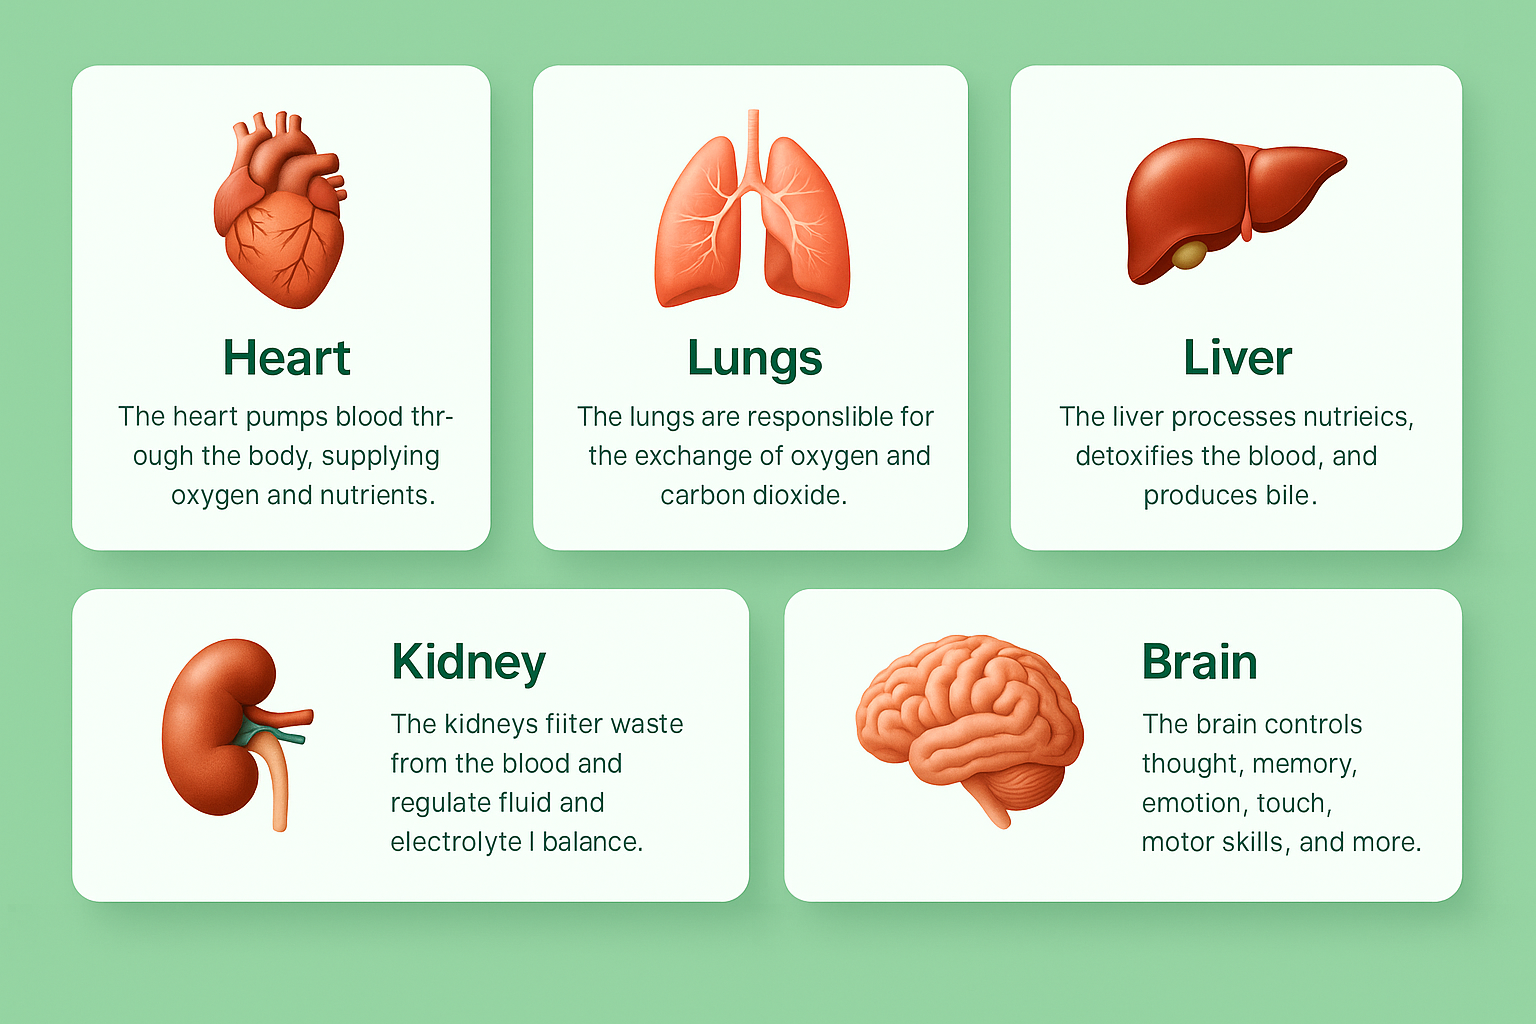 Heart
The heart pumps blood thr-
ough the body, supplying
oxygen and nutrients.
Lungs
The lungs are responslible for
the exchange of oxygen and
carbon dioxide.
Liver
The liver processes nutrieics,
detoxifies the blood, and
produces bile.
Kidney
The kidneys fiiter waste
from the blood and
regulate fluid and
electrolyte l balance.
Brain
The brain controls
thought, memory,
emotion, touch,
motor skills, and more.